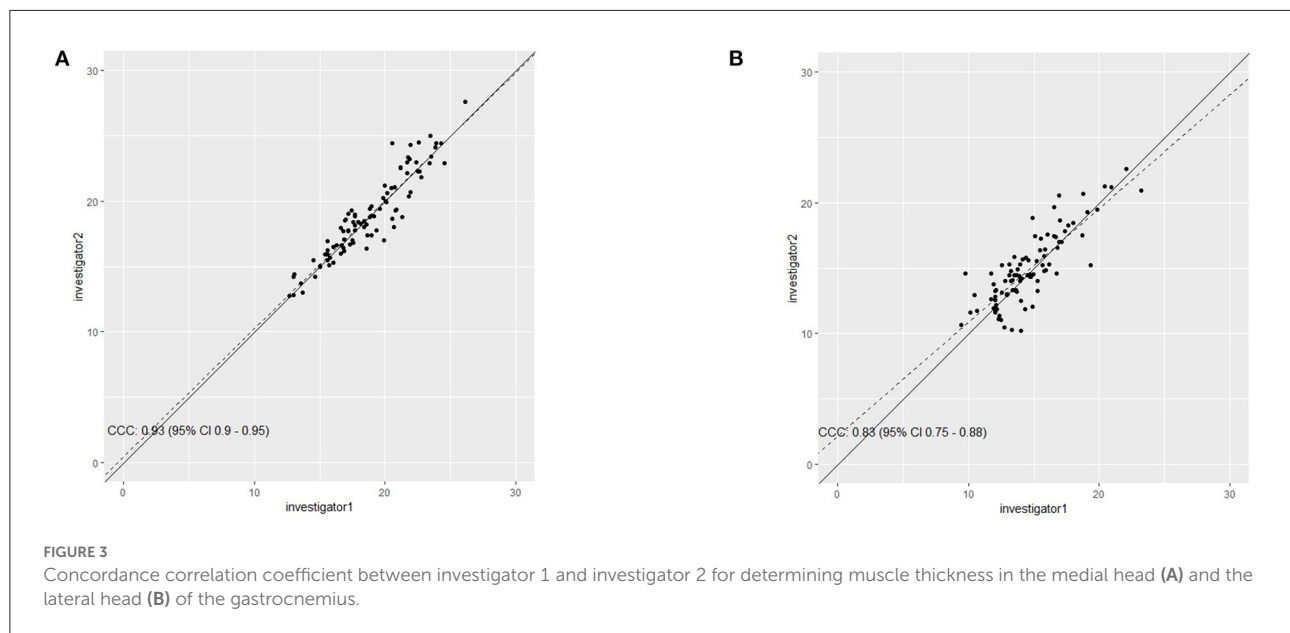 A
30
20
10
0
investigator2
CCC: 0.93 (95% CI 0.9 - 0.95)
0
10
20
30
investigator1
B
30
20
10
0
investigator2
CCC: 0.83 (95% CI 0.75 - 0.88)
0
10
20
30
investigator1
FIGURE 3
Concordance correlation coefficient between investigator 1 and investigator 2 for determining muscle thickness in the medial head (A) and the
lateral head (B) of the gastrocnemius.